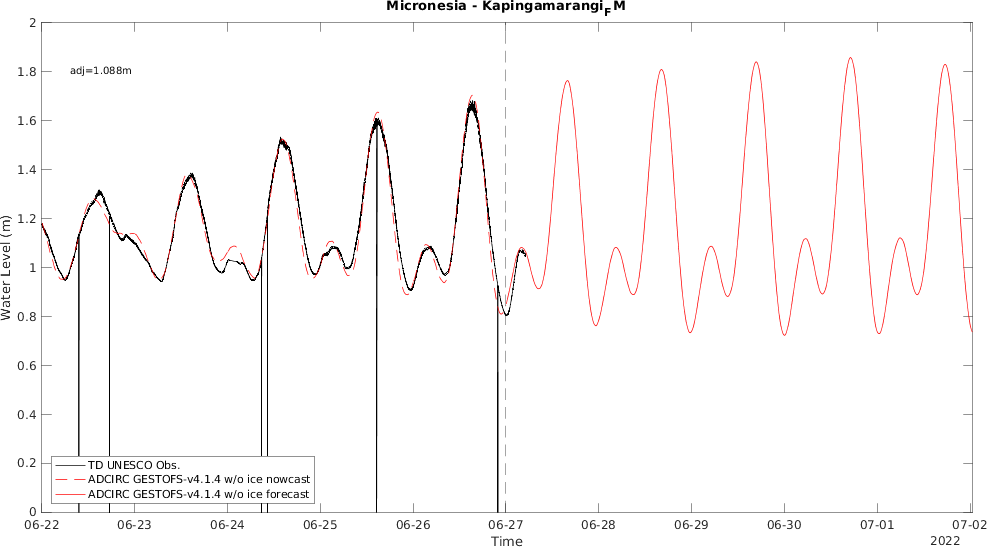 Micronesia - Kapingamarangi_FM
adj=1.088m
Water Level (m)
2
1.8
1.6
1.4
1.2
1
0.8
0.6
0.4
0.2
0
TD UNESCO Obs.
ADCIRC GESTOFS-v4.1.4 w/o ice nowcast
ADCIRC GESTOFS-v4.1.4 w/o ice forecast
06-22 06-23 06-24 06-25 06-26 06-27 06-28 06-29 06-30 07-01 07-02
Time
2022